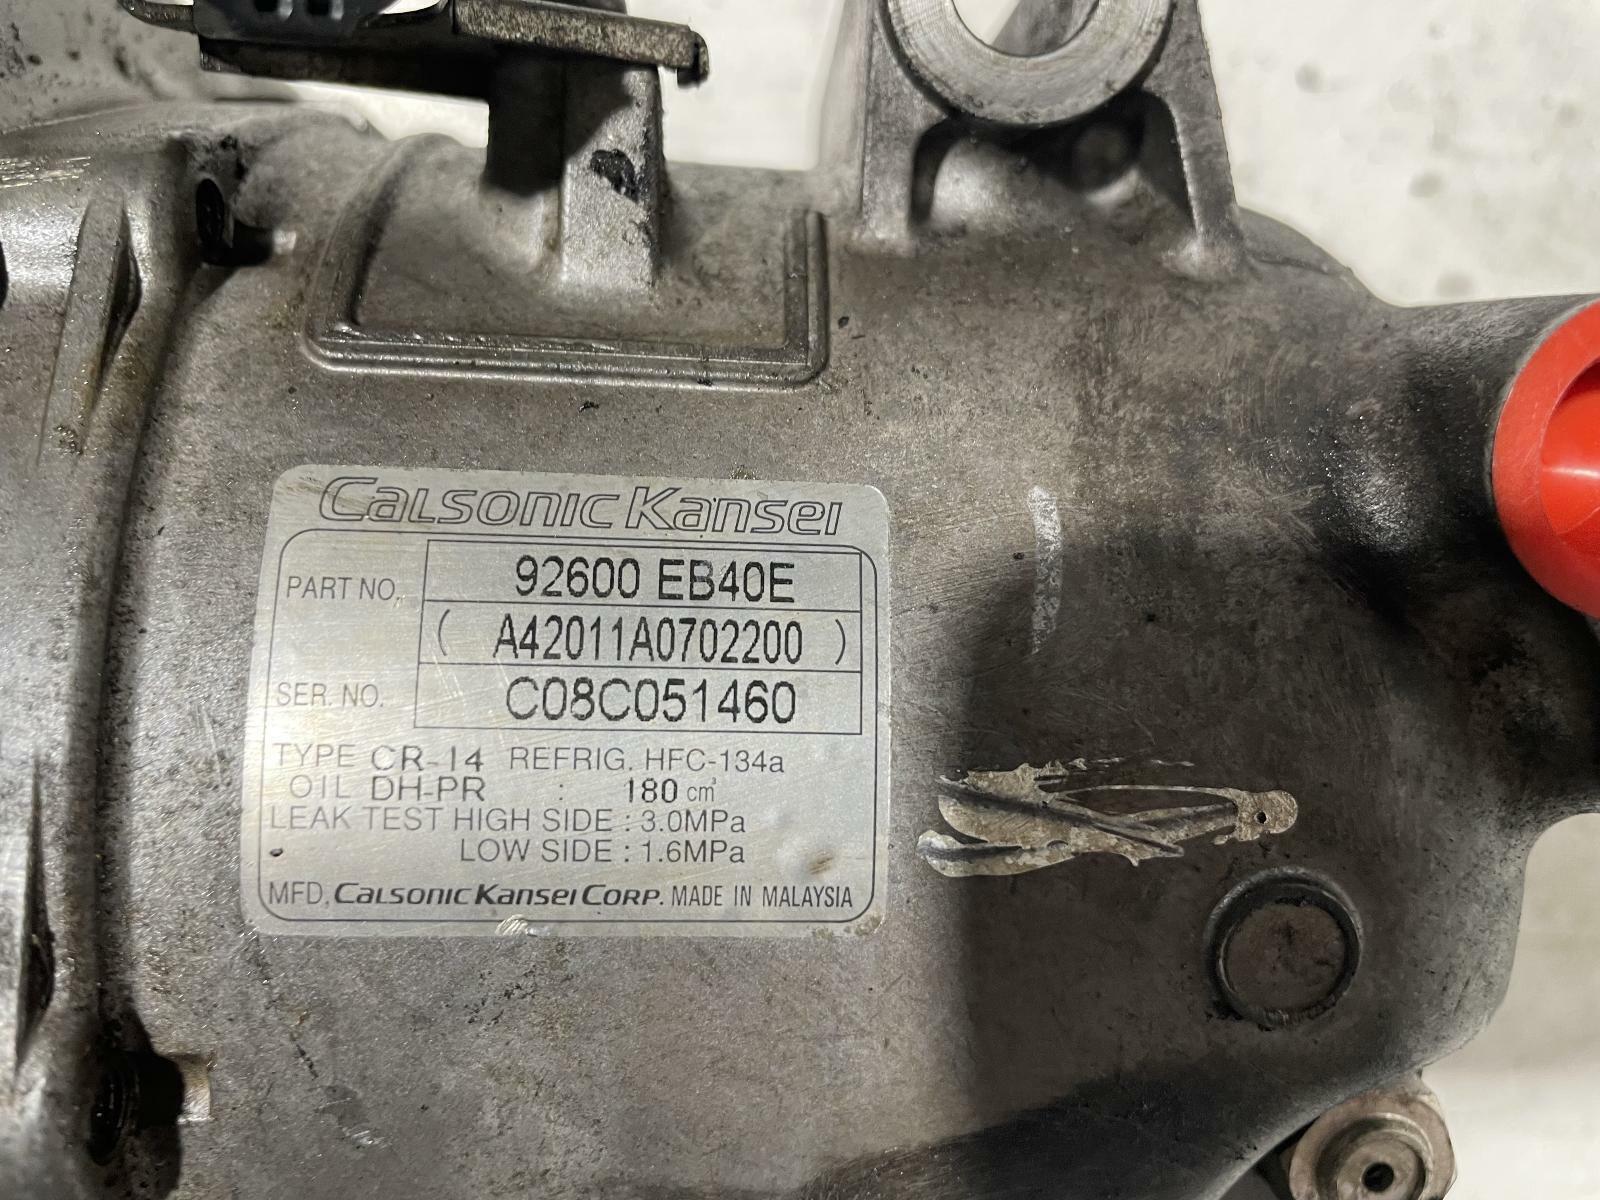 Calsonic Kansei
PART NO. 92600 EB40E
( A42011A0702200 )
SER. NO. C08C051460
TYPE CR-14 REFRIG. HFC-134a
OIL DH-PR : 180 cm³
LEAK TEST HIGH SIDE : 3.0MPa
LOW SIDE : 1.6MPa
MFD. CALSONIC KANSEI CORP. MADE IN MALAYSIA